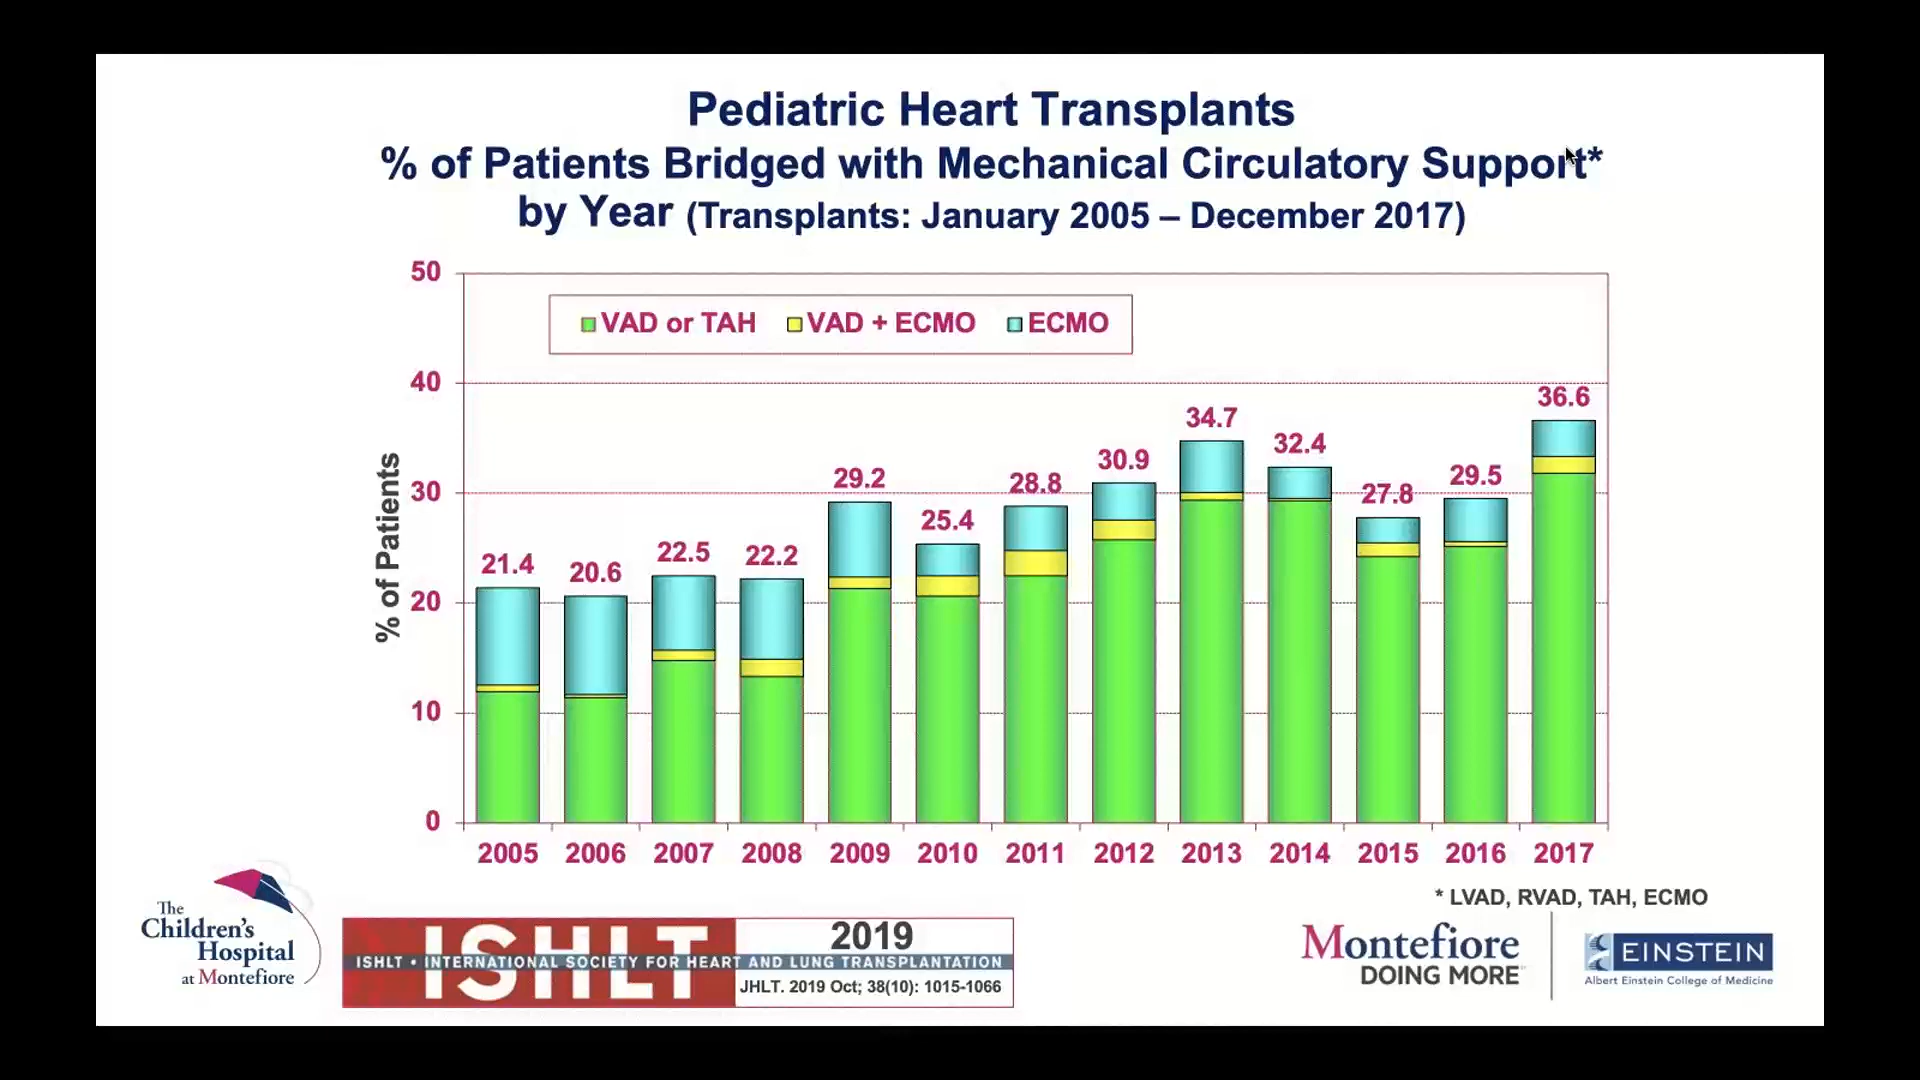 Pediatric Heart Transplants
% of Patients Bridged with Mechanical Circulatory Support*
by Year (Transplants: January 2005 – December 2017)
50
VAD or TAH VAD + ECMO ECMO
40
30
20
10
0
% of Patients
21.4
20.6
22.5
22.2
29.2
25.4
28.8
30.9
34.7
32.4
27.8
29.5
36.6
2005 2006 2007 2008 2009 2010 2011 2012 2013 2014 2015 2016 2017
* LVAD, RVAD, TAH, ECMO
The
Children's
Hospital
at Montefiore
ISHLT
2019
ISHLT • INTERNATIONAL SOCIETY FOR HEART AND LUNG TRANSPLANTATION
JHLT. 2019 Oct; 38(10): 1015-1066
Montefiore
DOING MORE
EINSTEIN
Albert Einstein College of Medicine